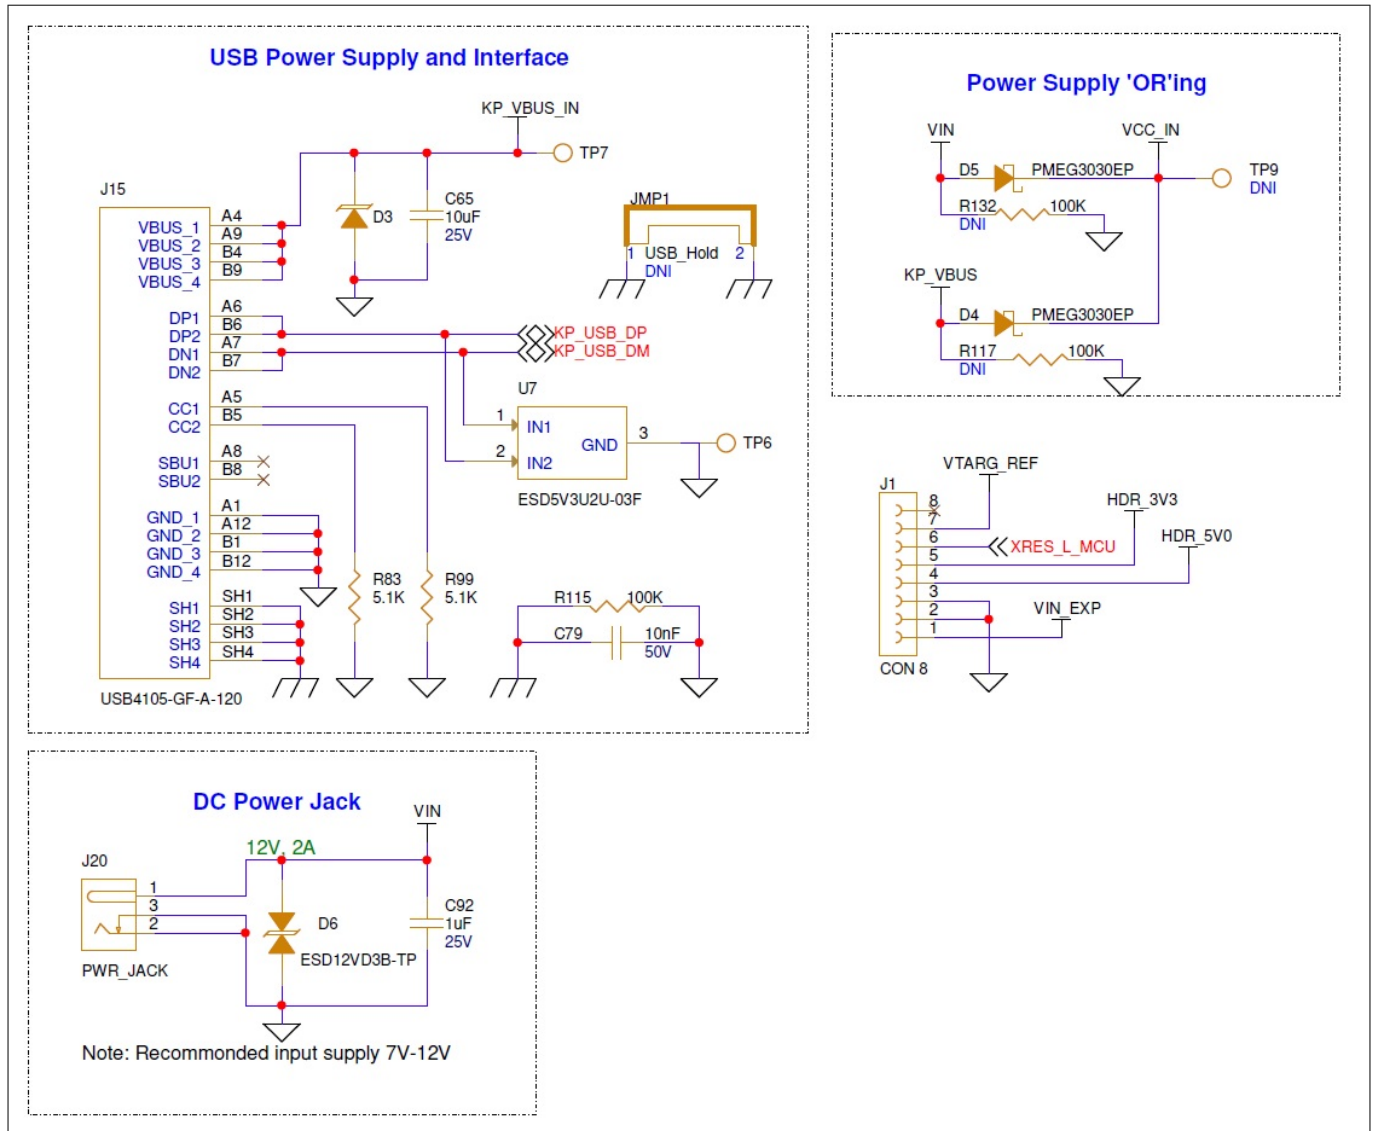 USB Power Supply and Interface
KP_VBUS_IN
TP7
J15
VBUS_1 A4
VBUS_2 A9
VBUS_3 B4
VBUS_4 B9
D3
C65
10uF
25V
JMP1
1 USB_Hold 2
DNI
DP1 A6
DP2 B6
DN1 A7
DN2 B7
KP_USB_DP
KP_USB_DM
U7
CC1 A5
CC2 B5
1 IN1
2 IN2
GND 3
TP6
ESD5V3U2U-03F
SBU1 A8
SBU2 B8
GND_1 A1
GND_2 A12
GND_3 B1
GND_4 B12
R83
5.1K
R99
5.1K
SH1 SH1
SH2 SH2
SH3 SH3
SH4 SH4
R115 100K
C79 10nF
50V
USB4105-GF-A-120
Power Supply 'OR'ing
VIN
VCC_IN
D5 PMEG3030EP
TP9
DNI
R132 100K
DNI
KP_VBUS
D4 PMEG3030EP
R117 100K
DNI
VTARG_REF
J1
HDR_3V3
HDR_5V0
8
7
6
XRES_L_MCU
5
4
3
2
1
VIN_EXP
CON 8
DC Power Jack
VIN
12V, 2A
J20
1
3
2
D6
ESD12VD3B-TP
C92
1uF
25V
PWR_JACK
Note: Recommonded input supply 7V-12V